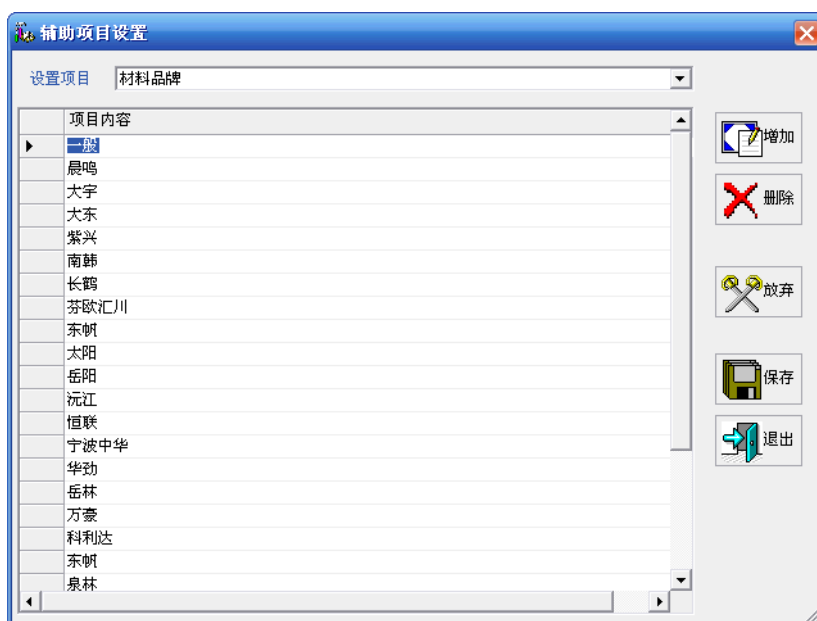 辅助项目设置
设置项目 材料品牌
项目内容
一般
晨鸣
大宇
大东
紫兴
南韩
长鹤
芬欧汇川
东帆
太阳
岳阳
沅江
恒联
宁波中华
华劲
岳林
万豪
科利达
东帆
泉林
增加
删除
放弃
保存
退出